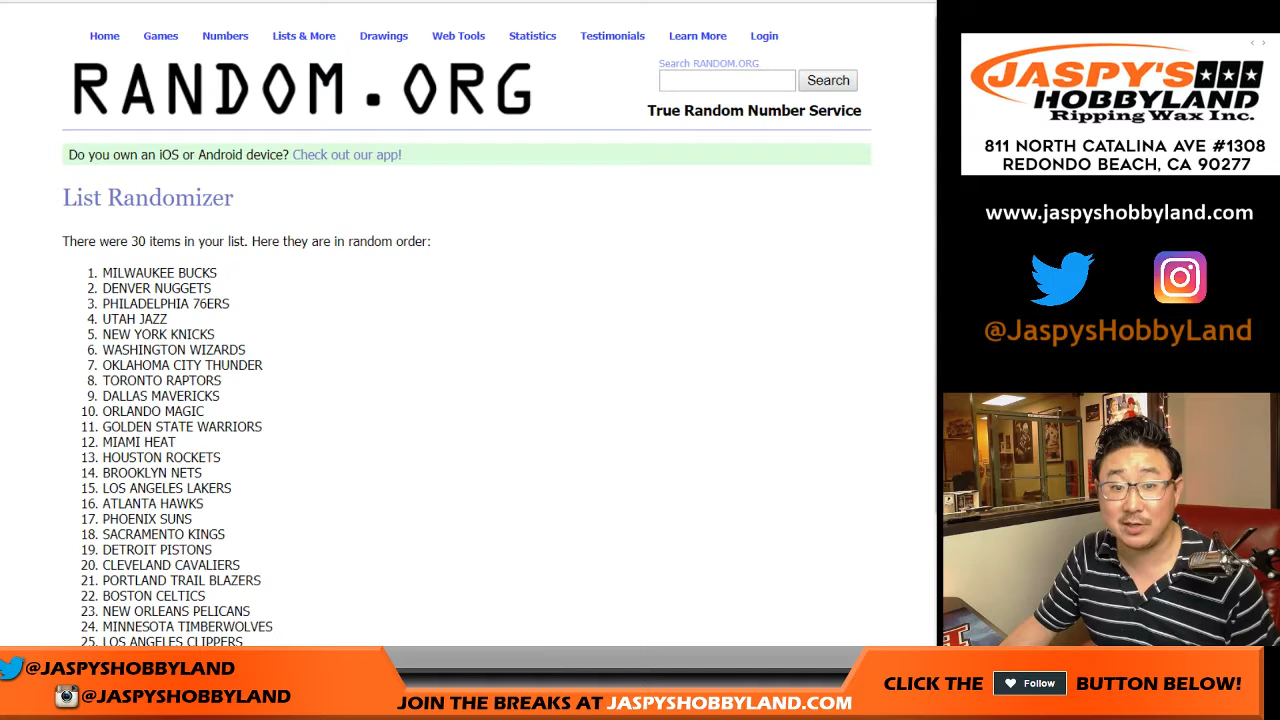 Home Games Numbers Lists & More Drawings Web Tools Statistics Testimonials Learn More Login
RANDOM.ORG
Search RANDOM.ORG
Search
True Random Number Service
Do you own an iOS or Android device? Check out our app!
List Randomizer
There were 30 items in your list. Here they are in random order:
1. MILWAUKEE BUCKS
2. DENVER NUGGETS
3. PHILADELPHIA 76ERS
4. UTAH JAZZ
5. NEW YORK KNICKS
6. WASHINGTON WIZARDS
7. OKLAHOMA CITY THUNDER
8. TORONTO RAPTORS
9. DALLAS MAVERICKS
10. ORLANDO MAGIC
11. GOLDEN STATE WARRIORS
12. MIAMI HEAT
13. HOUSTON ROCKETS
14. BROOKLYN NETS
15. LOS ANGELES LAKERS
16. ATLANTA HAWKS
17. PHOENIX SUNS
18. SACRAMENTO KINGS
19. DETROIT PISTONS
20. CLEVELAND CAVALIERS
21. PORTLAND TRAIL BLAZERS
22. BOSTON CELTICS
23. NEW ORLEANS PELICANS
24. MINNESOTA TIMBERWOLVES
25. LOS ANGELES CLIPPERS
JASPY'S
HOBBYLAND
Ripping Wax Inc.
811 NORTH CATALINA AVE #1308
REDONDO BEACH, CA 90277
www.jaspyshobbyland.com
@JaspysHobbyLand
@JASPYSHOBBYLAND
@JASPYSHOBBYLAND
JOIN THE BREAKS AT JASPYSHOBBYLAND.COM
CLICK THE Follow BUTTON BELOW!